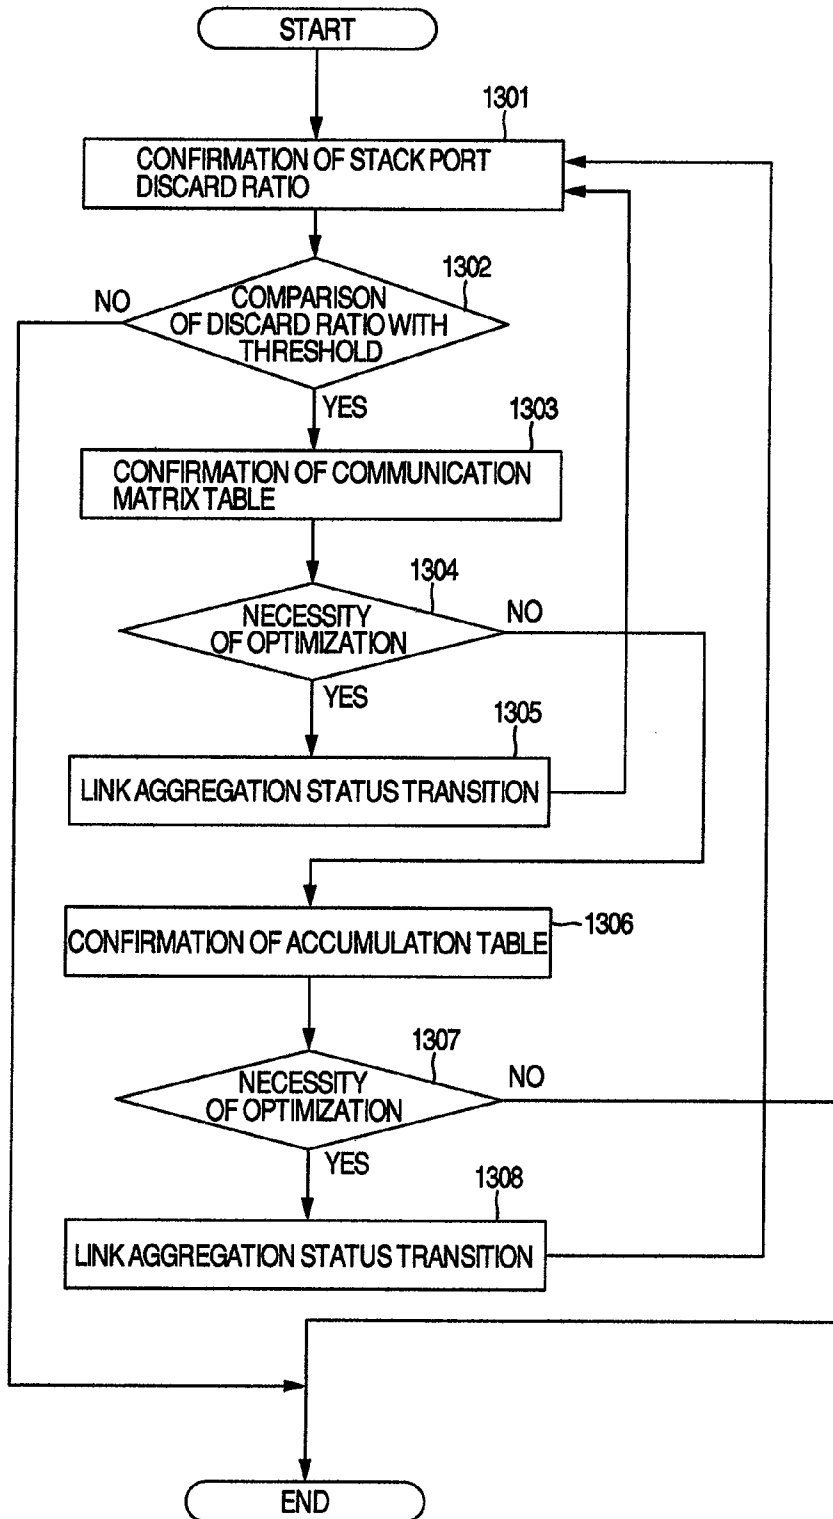 START
1301
CONFIRMATION OF STACK PORT
DISCARD RATIO
1302
NO
COMPARISON
OF DISCARD RATIO WITH
THRESHOLD
YES
1303
CONFIRMATION OF COMMUNICATION
MATRIX TABLE
1304
NO
NECESSITY
OF OPTIMIZATION
YES
1305
LINK AGGREGATION STATUS TRANSITION
CONFIRMATION OF ACCUMULATION TABLE
1306
1307
NO
NECESSITY
OF OPTIMIZATION
YES
1308
LINK AGGREGATION STATUS TRANSITION
END